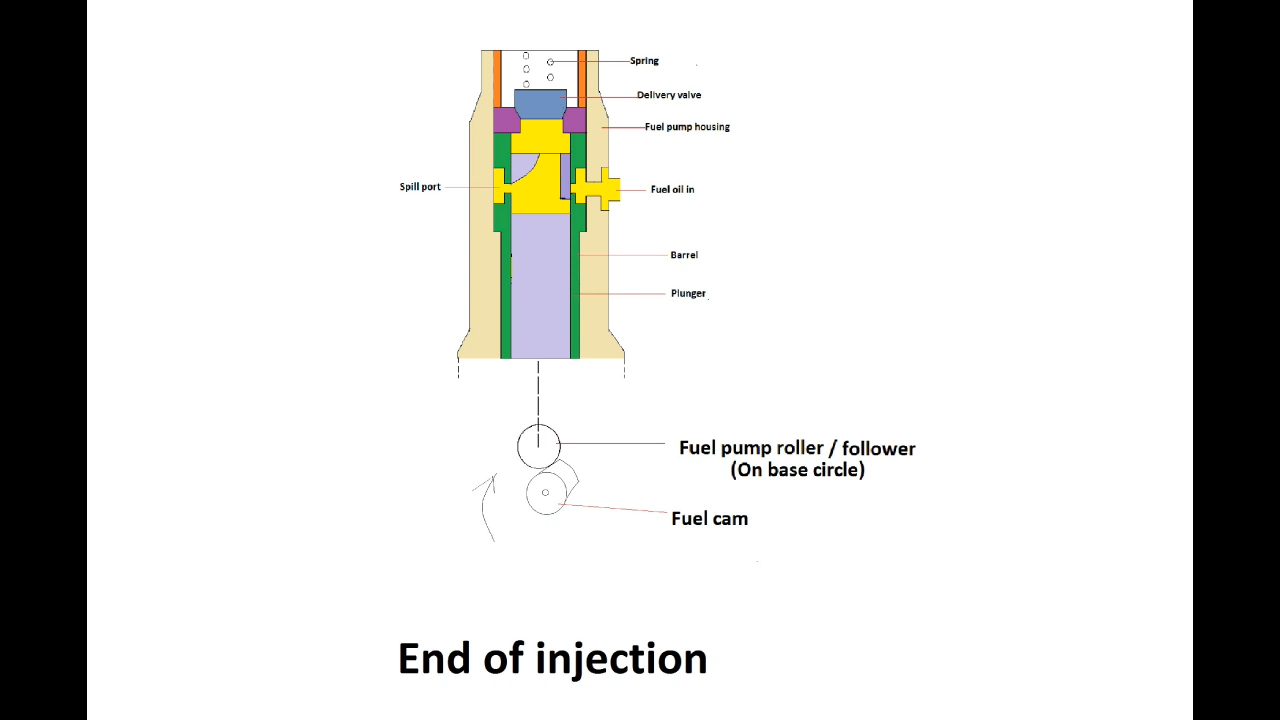 Spring
Delivery valve
Fuel pump housing
Spill port
Fuel oil in
Barrel
Plunger
Fuel pump roller / follower
(On base circle)
Fuel cam
End of injection